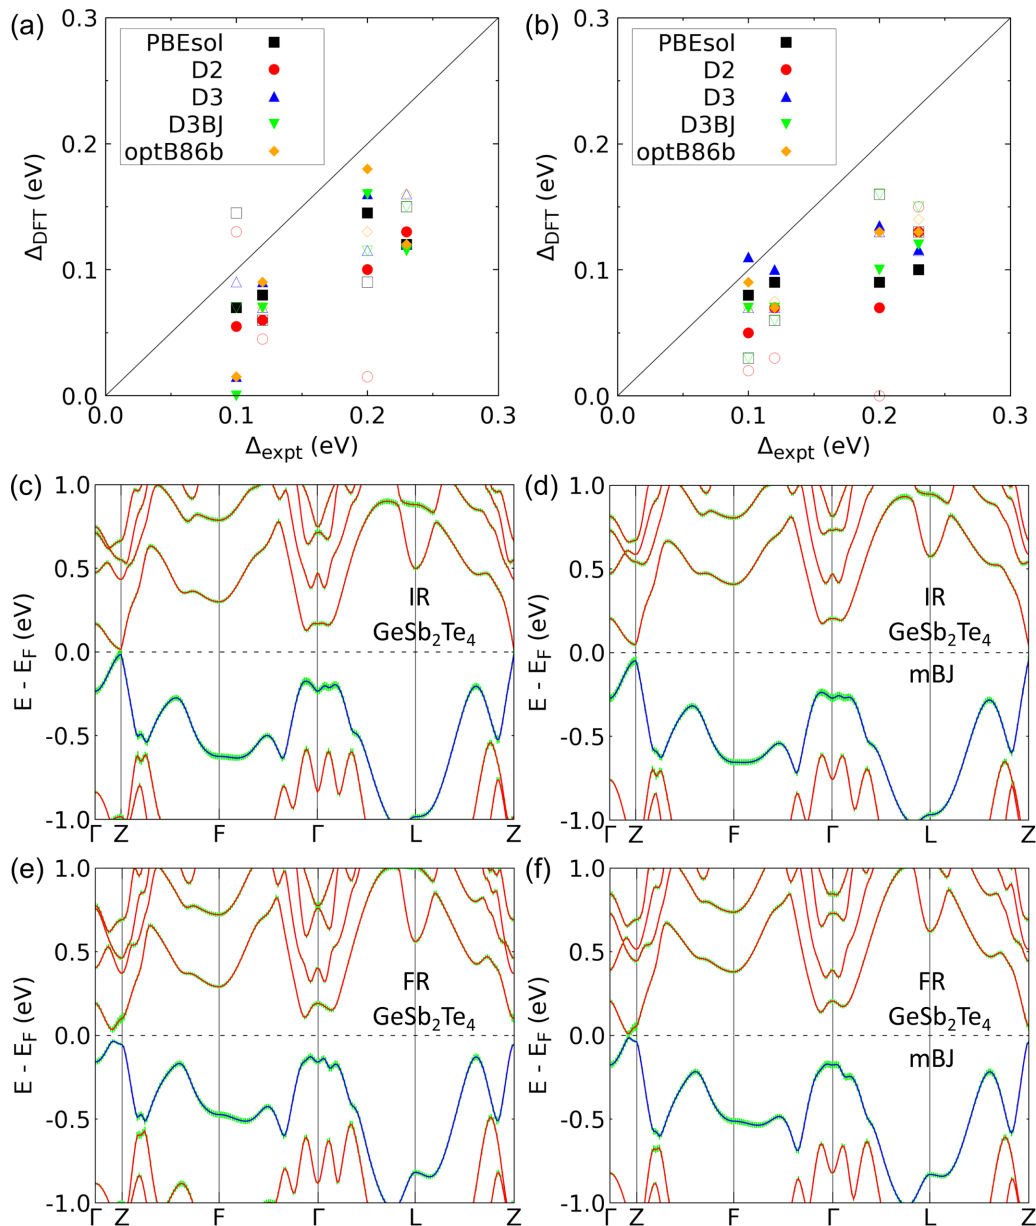 (a)
0.3
0.2
0.1
0.0
Δ_DFT (eV)
PBEsol
D2
D3
D3BJ
optB86b
0.0 0.1 0.2 0.3
Δ_expt (eV)
(b)
0.3
0.2
0.1
0.0
Δ_DFT (eV)
PBEsol
D2
D3
D3BJ
optB86b
0.0 0.1 0.2 0.3
Δ_expt (eV)
(c)
1.0
0.5
0.0
-0.5
-1.0
E - E_F (eV)
IR
GeSb₂Te₄
Γ Z F Γ L Z
(d)
1.0
0.5
0.0
-0.5
-1.0
E - E_F (eV)
IR
GeSb₂Te₄
mBJ
Γ Z F Γ L Z
(e)
1.0
0.5
0.0
-0.5
-1.0
E - E_F (eV)
FR
GeSb₂Te₄
Γ Z F Γ L Z
(f)
1.0
0.5
0.0
-0.5
-1.0
E - E_F (eV)
FR
GeSb₂Te₄
mBJ
Γ Z F Γ L Z